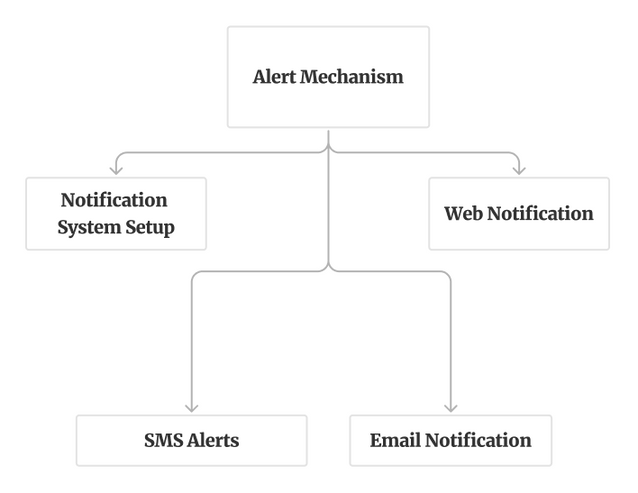 Alert Mechanism
Notification
System Setup
Web Notification
SMS Alerts
Email Notification